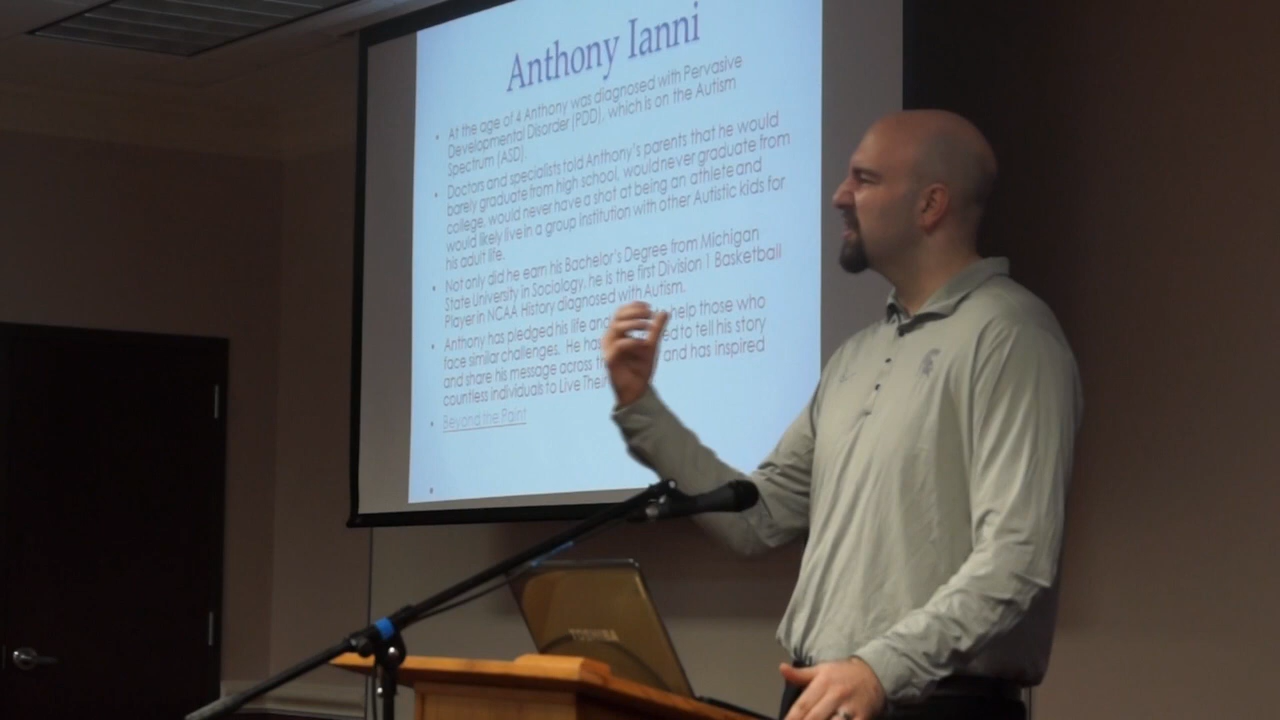 Anthony Ianni
• At the age of 4 Anthony was diagnosed with Pervasive
Developmental Disorder (PDD), which is on the Autism
Spectrum (ASD).
• Doctors and specialists told Anthony's parents that he would
barely graduate from high school, would never graduate from
college, would never have a shot at being an athlete and
would likely live in a group institution with other Autistic kids for
his adult life.
• Not only did he earn his Bachelor's Degree from Michigan
State University in Sociology, he is the first Division 1 Basketball
Player in NCAA History diagnosed with Autism.
• Anthony has pledged his life and help those who
face similar challenges. He has to tell his story
and share his message across and has inspired
countless individuals to Live
• Beyond the Paint
TOSHIBA